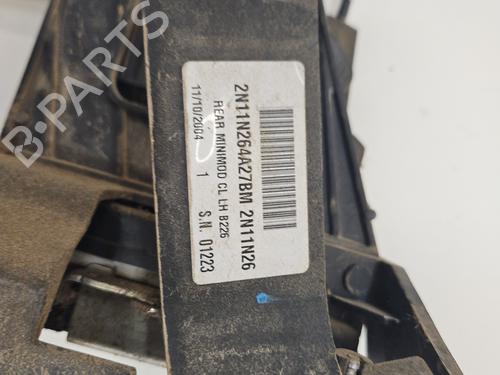 2N11N264A27BM 2N11N26
REAR MINIMOD CL LH B226
11/10/2004 1 S.N. 01223
B-PARTS